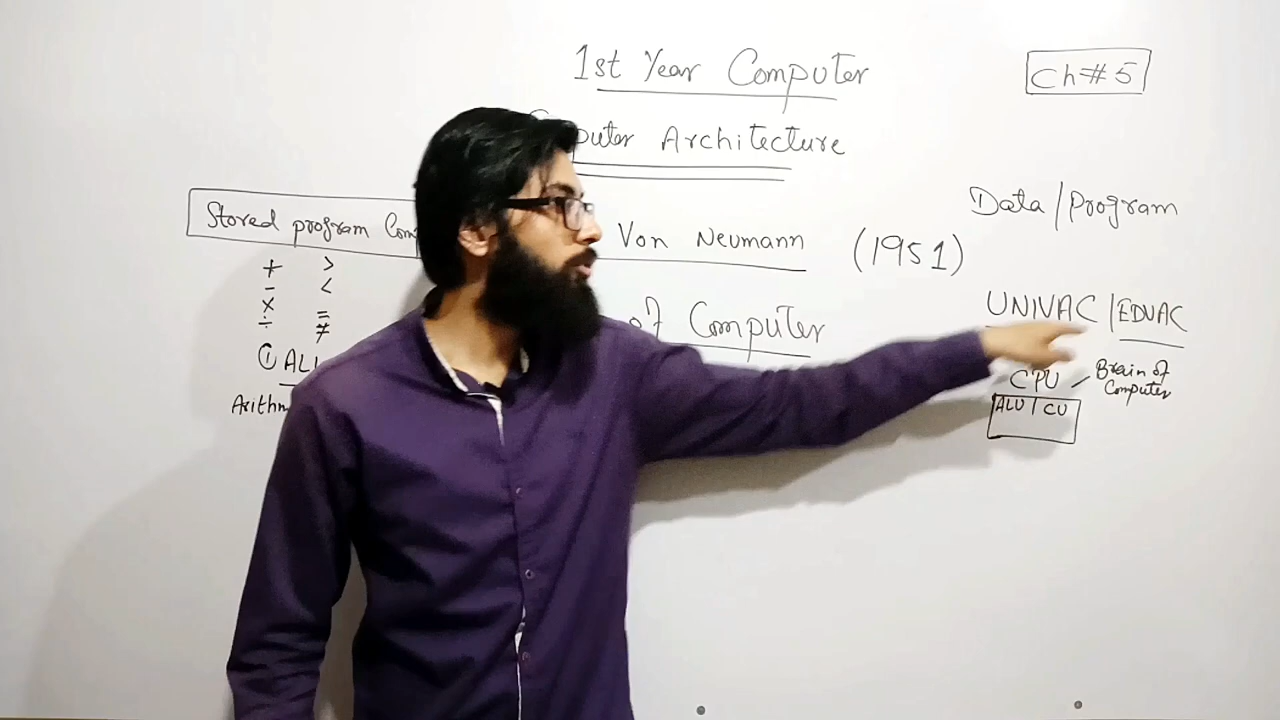 1st Year Computer
Ch # 5
puter Architecture
Data / Program
Stored program Com
Von Neumann (1951)
+ >
- <
× =
÷ ≠
of Computer
UNIVAC / EDVAC
① ALU
CPU
Brain of
Computer
ALU | CU
Arithm